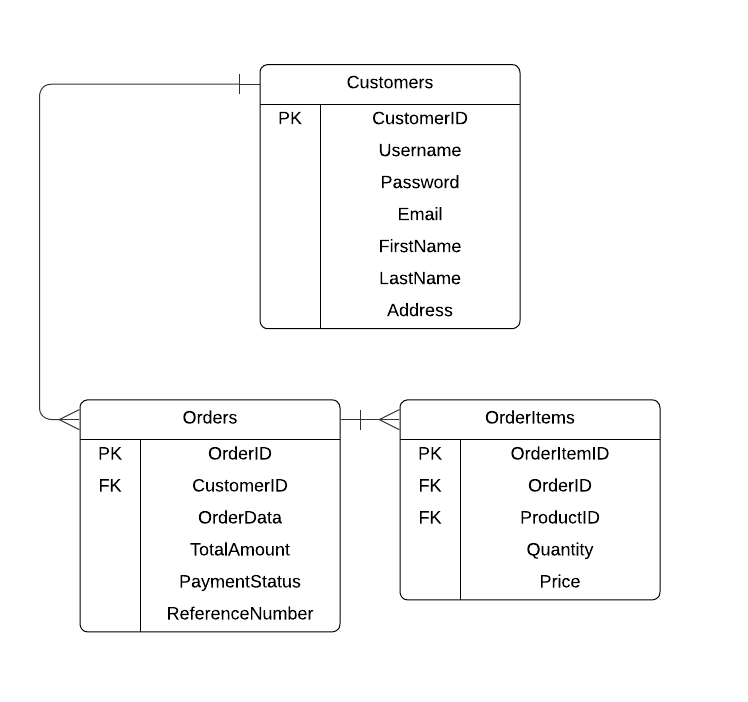 Customers
PK CustomerID
Username
Password
Email
FirstName
LastName
Address
Orders
PK OrderID
FK CustomerID
OrderData
TotalAmount
PaymentStatus
ReferenceNumber
OrderItems
PK OrderItemID
FK OrderID
FK ProductID
Quantity
Price